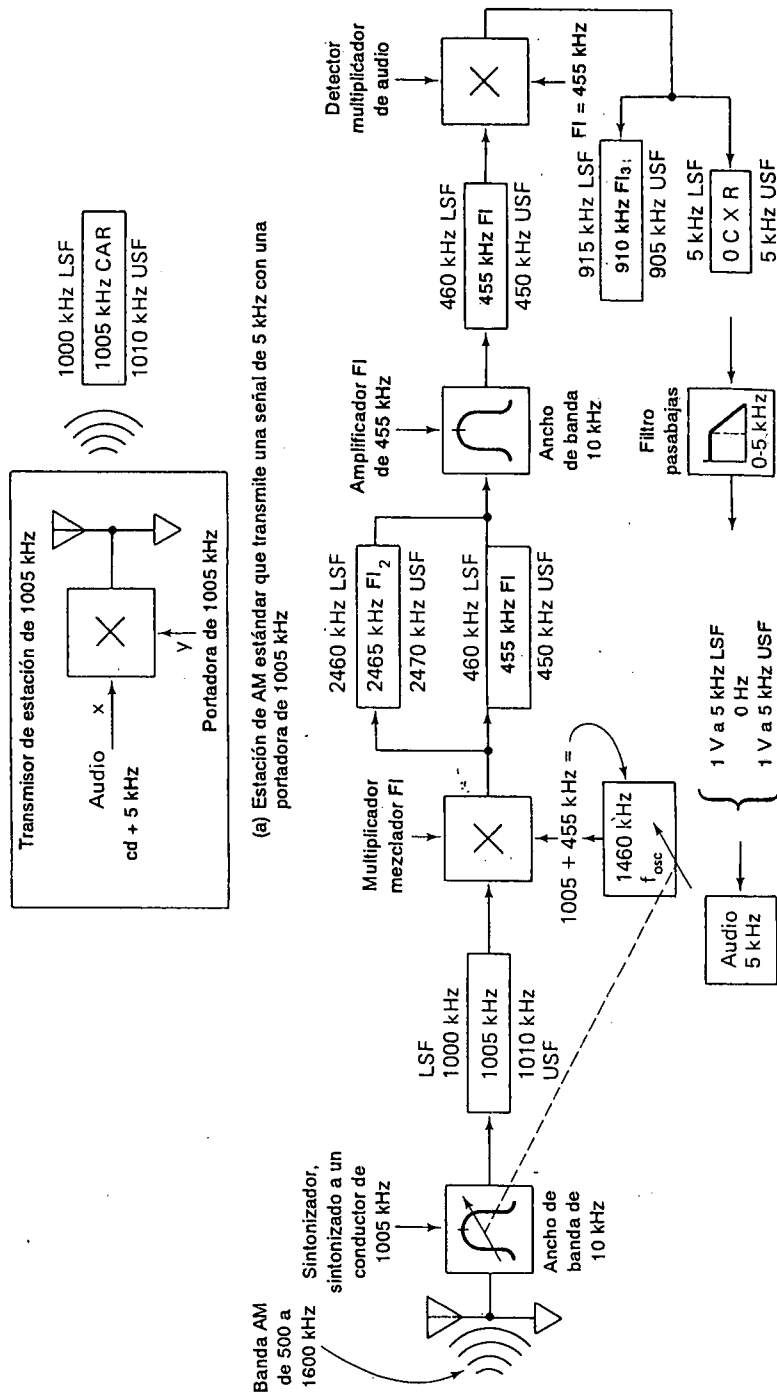 Transmisor de estación de 1005 kHz
Audio
x
cd + 5 kHz
y
Portadora de 1005 kHz
1000 kHz LSF
1005 kHz CAR
1010 kHz USF
(a) Estación de AM estándar que transmite una señal de 5 kHz con una
portadora de 1005 kHz
Banda AM
de 500 a
1600 kHz
Sintonizador,
sintonizado a un
conductor de
1005 kHz
Ancho de
banda de
10 kHz
LSF
1000 kHz
1005 kHz
1010 kHz
USF
Multiplicador
mezclador FI
1005 + 455 kHz =
1460 kHz
f osc
2460 kHz LSF
2465 kHz FI2
2470 kHz USF
460 kHz LSF
455 kHz FI
450 kHz USF
Amplificador FI
de 455 kHz
Ancho
de banda
10 kHz
460 kHz LSF
455 kHz FI
450 kHz USF
Detector
multiplicador
de audio
FI = 455 kHz
915 kHz LSF
910 kHz FI3
905 kHz USF
5 kHz LSF
0 C X R
5 kHz USF
Filtro
pasabajas
0-5 kHz
1 V a 5 kHz LSF
0 Hz
1 V a 5 kHz USF
Audio
5 kHz